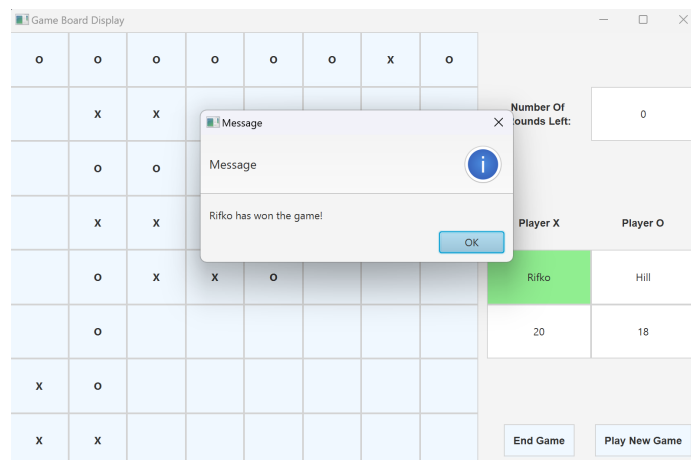 Game Board Display
O O O O O O X O
X X
Number Of
ounds Left:
0
Message
Message
Rifko has won the game!
OK
O O
X X
Player X Player O
O X X O
Rifko Hill
O
20 18
X O
X X
End Game Play New Game